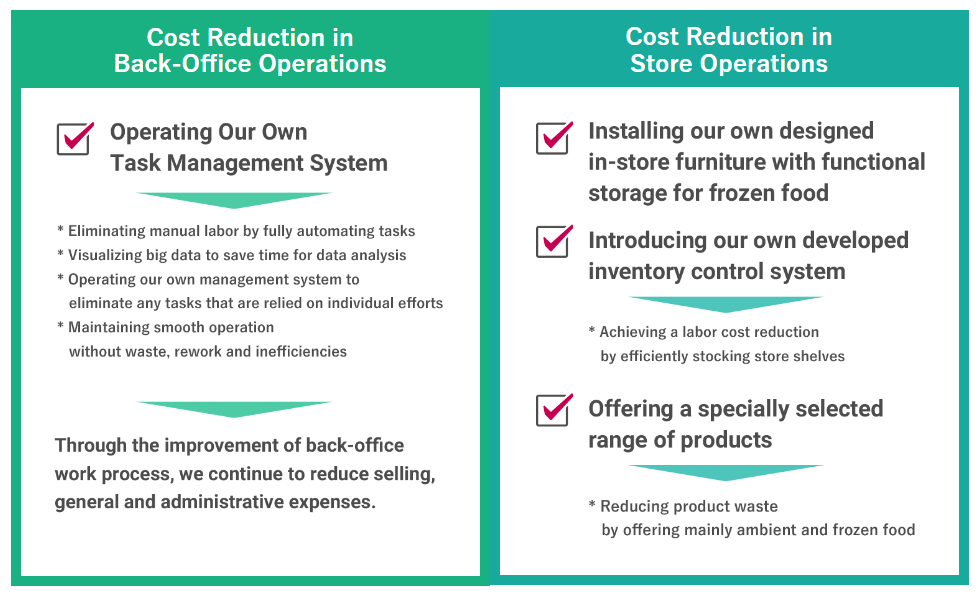 Cost Reduction in
Back-Office Operations
Operating Our Own
Task Management System
* Eliminating manual labor by fully automating tasks
* Visualizing big data to save time for data analysis
* Operating our own management system to
eliminate any tasks that are relied on individual efforts
* Maintaining smooth operation
without waste, rework and inefficiencies
Through the improvement of back-office
work process, we continue to reduce selling,
general and administrative expenses.
Cost Reduction in
Store Operations
Installing our own designed
in-store furniture with functional
storage for frozen food
Introducing our own developed
inventory control system
* Achieving a labor cost reduction
by efficiently stocking store shelves
Offering a specially selected
range of products
* Reducing product waste
by offering mainly ambient and frozen food